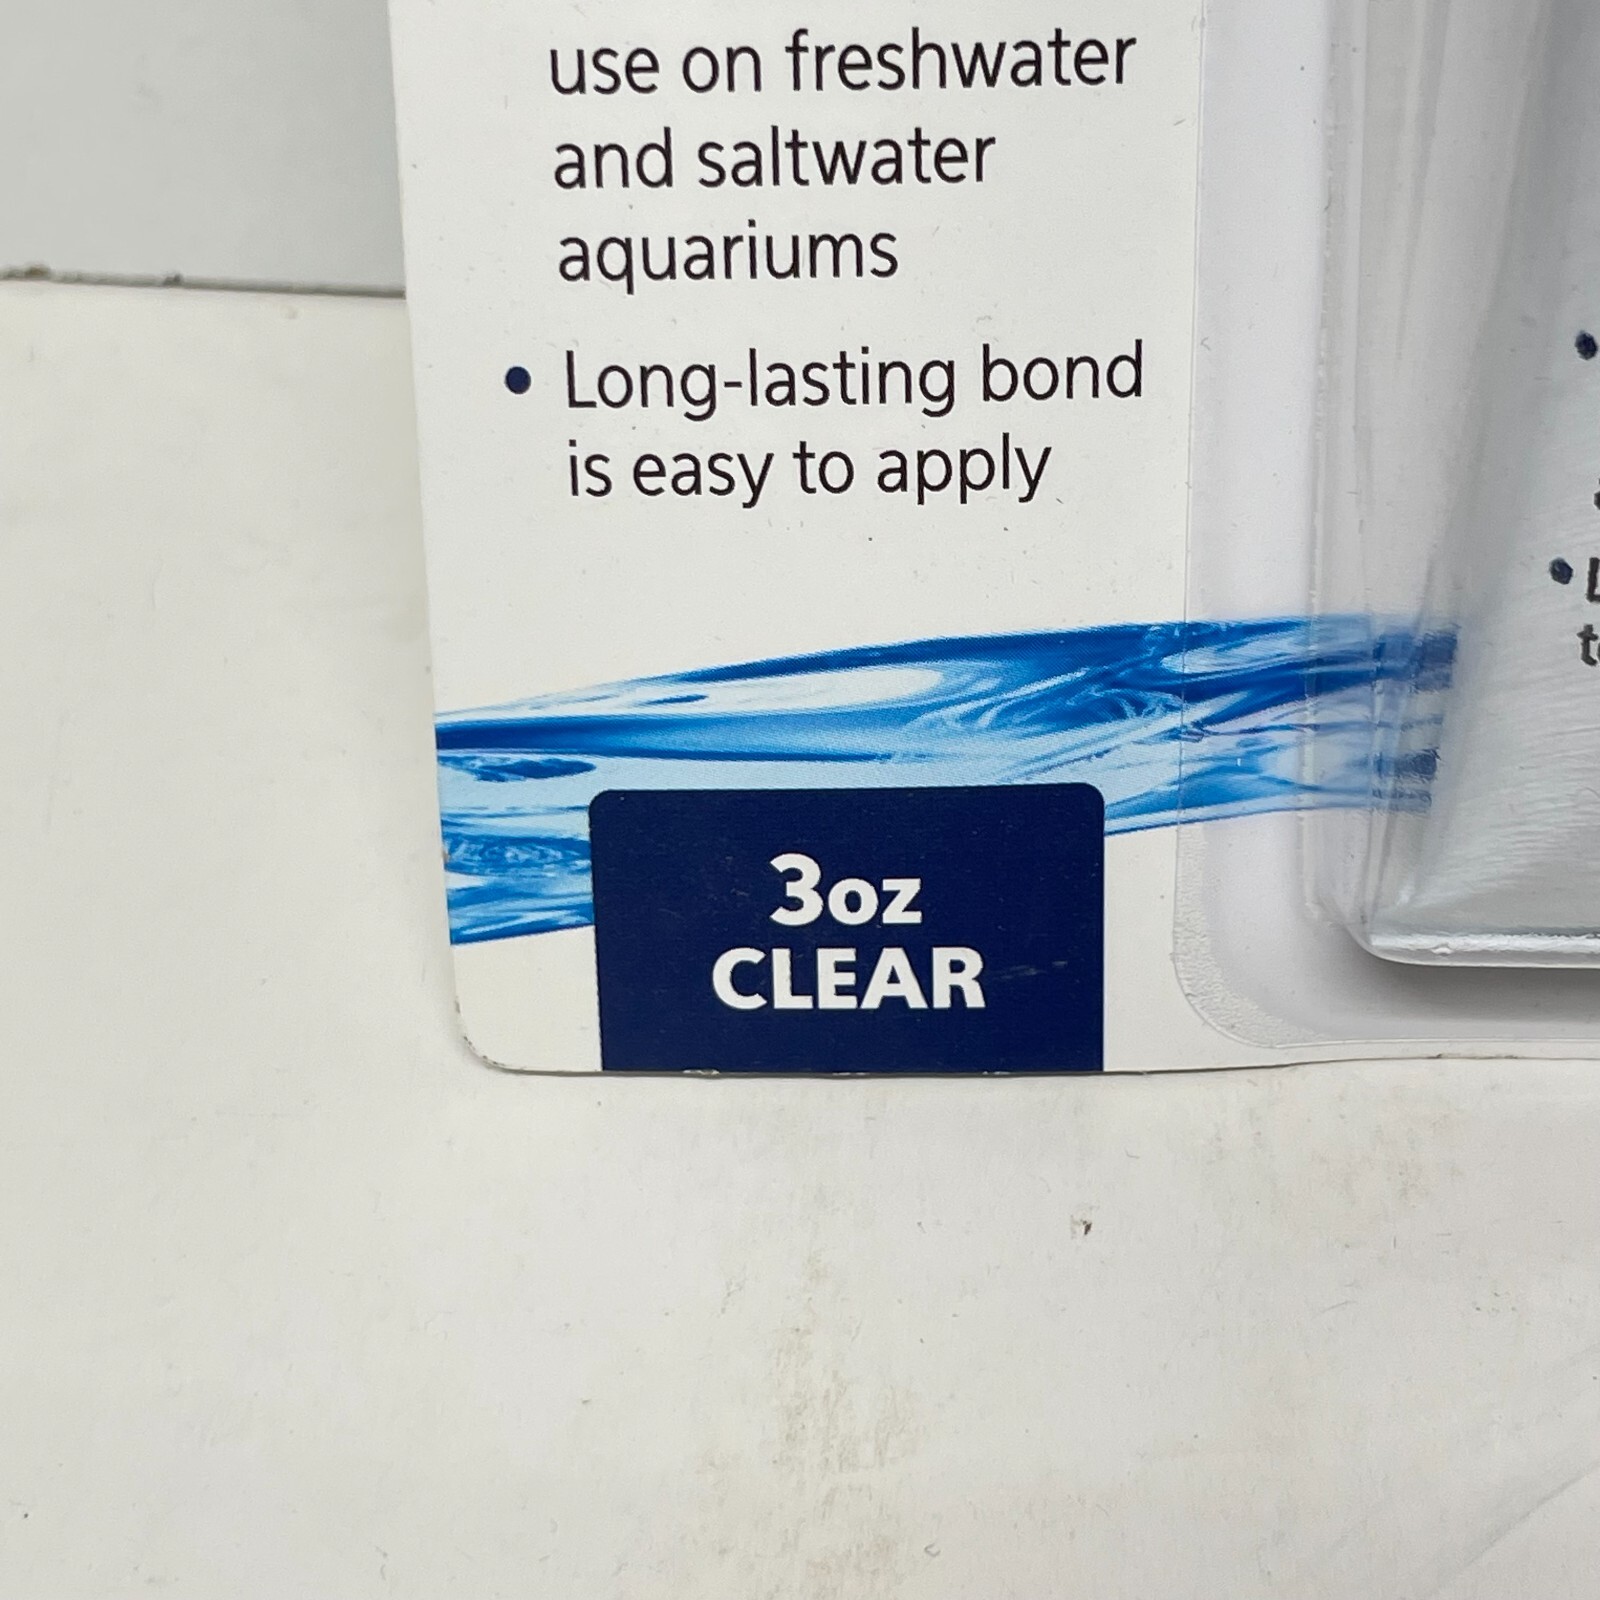 use on freshwater
and saltwater
aquariums
• Long-lasting bond
is easy to apply
3oz
CLEAR